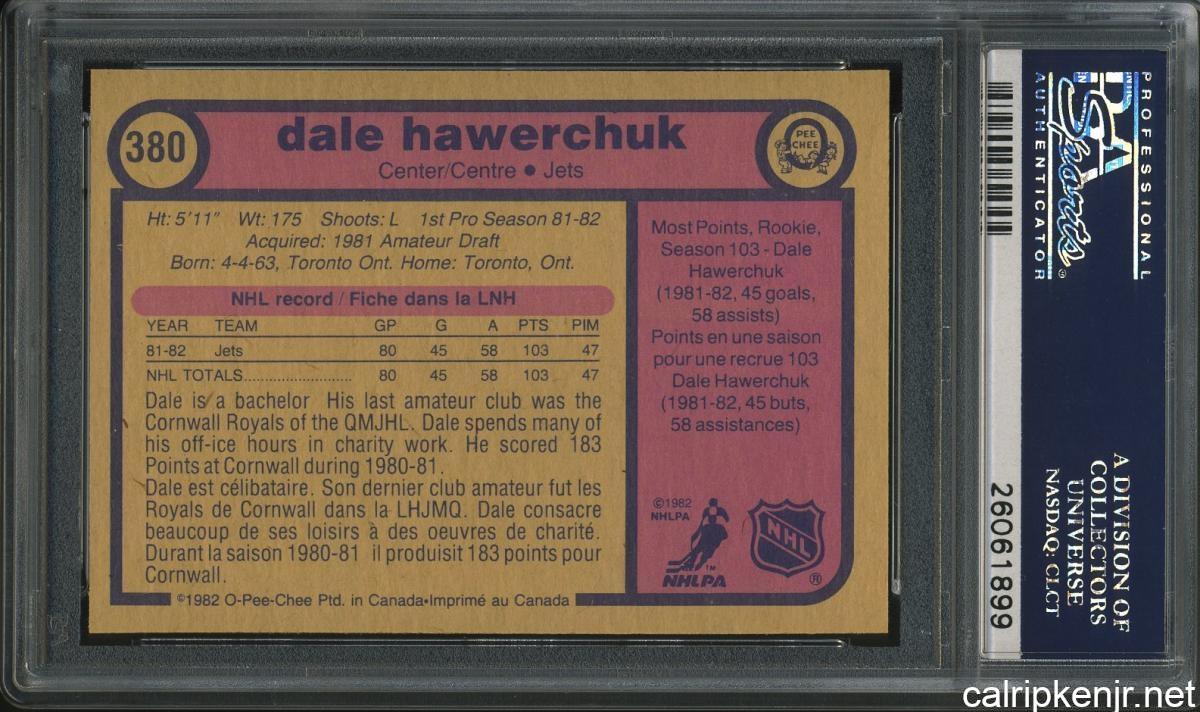 380
dale hawerchuk
Center/Centre • Jets
PEE
CHEE
Ht: 5'11" Wt: 175 Shoots: L 1st Pro Season 81-82
Acquired: 1981 Amateur Draft
Born: 4-4-63, Toronto Ont. Home: Toronto, Ont.
NHL record / Fiche dans la LNH
YEAR TEAM GP G A PTS PIM
81-82 Jets 80 45 58 103 47
NHL TOTALS........................... 80 45 58 103 47
Dale is a bachelor His last amateur club was the
Cornwall Royals of the QMJHL. Dale spends many of
his off-ice hours in charity work. He scored 183
Points at Cornwall during 1980-81.
Dale est célibataire. Son dernier club amateur fut les
Royals de Cornwall dans la LHJMQ. Dale consacre
beaucoup de ses loisirs à des oeuvres de charité.
Durant la saison 1980-81 il produisit 183 points pour
Cornwall.
©1982 O-Pee-Chee Ptd. in Canada•Imprimé au Canada
Most Points, Rookie,
Season 103 - Dale
Hawerchuk
(1981-82, 45 goals,
58 assists)
Points en une saison
pour une recrue 103
Dale Hawerchuk
(1981-82, 45 buts,
58 assistances)
©1982
NHLPA
TM
NHLPA
NHL
®
PROFESSIONAL
PSA
Sports
®
AUTHENTICATOR
A DIVISION OF
COLLECTORS
UNIVERSE
NASDAQ: CLCT
26061899
calripkenjr.net